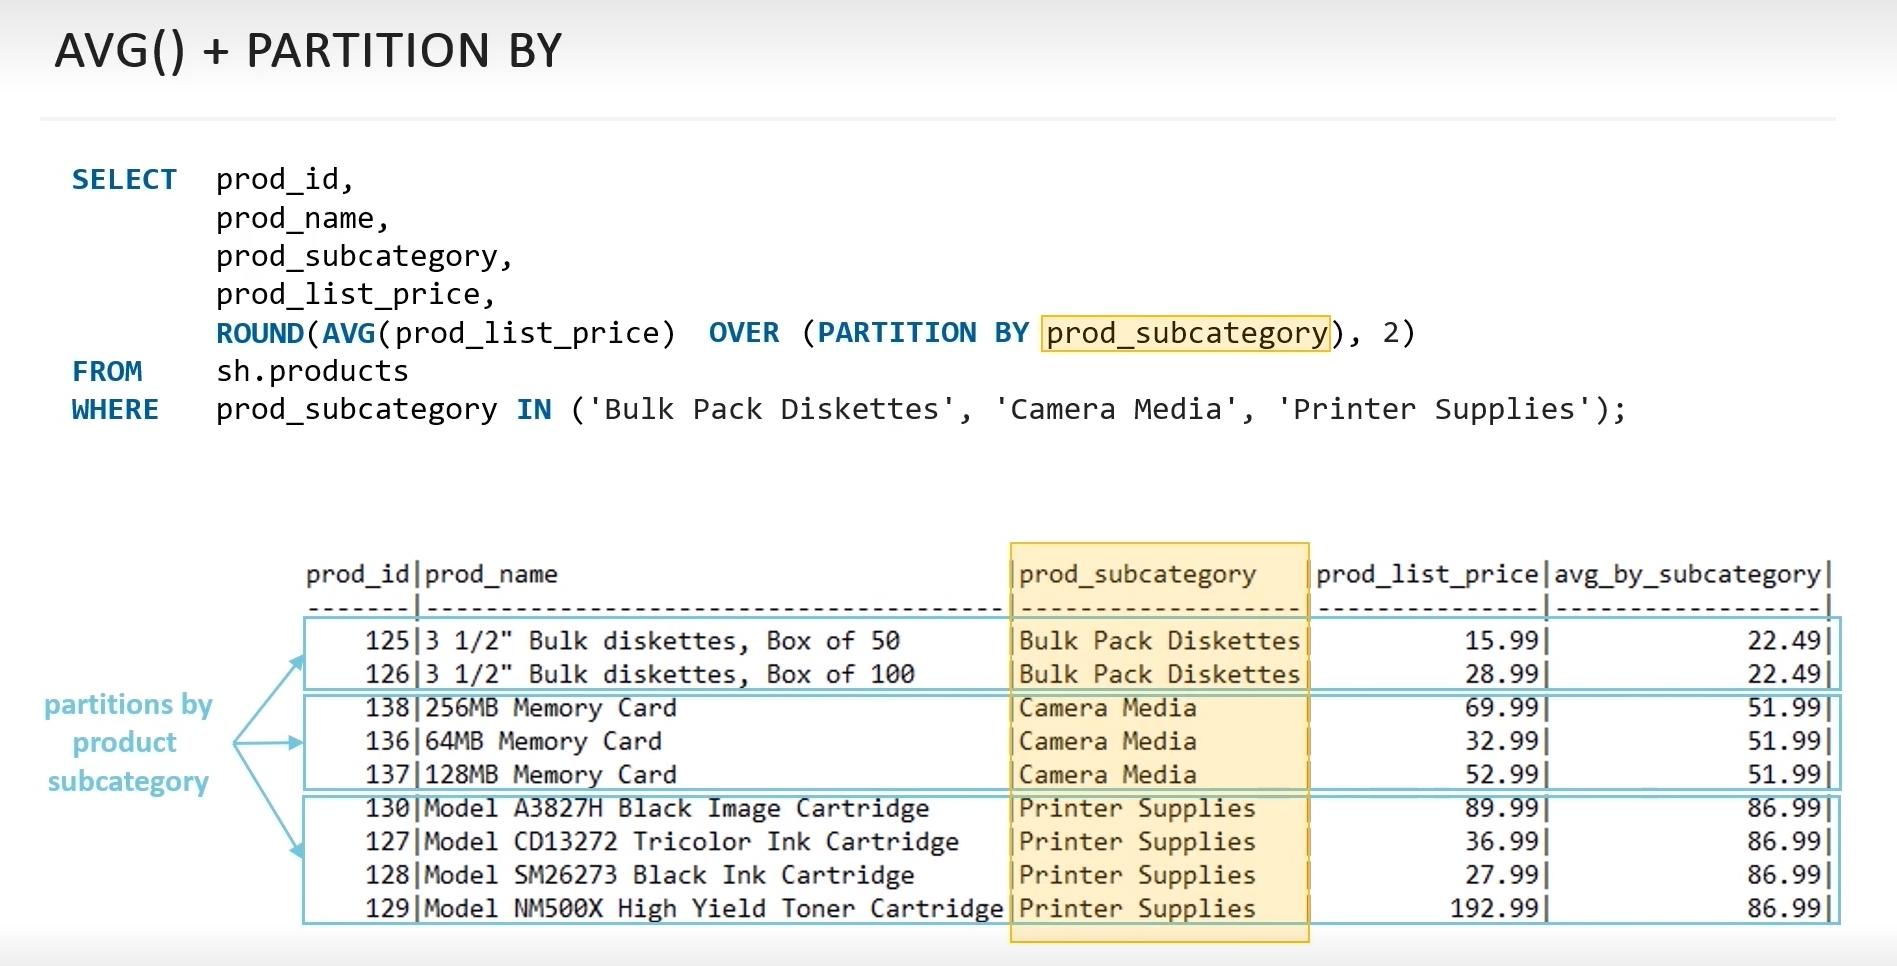 AVG() + PARTITION BY
SELECT prod_id,
prod_name,
prod_subcategory,
prod_list_price,
ROUND(AVG(prod_list_price) OVER (PARTITION BY prod_subcategory), 2)
FROM sh.products
WHERE prod_subcategory IN ('Bulk Pack Diskettes', 'Camera Media', 'Printer Supplies');
prod_id|prod_name |prod_subcategory |prod_list_price|avg_by_subcategory|
-------|---------------------------------------|-------------------|---------------|------------------|
125|3 1/2" Bulk diskettes, Box of 50 |Bulk Pack Diskettes| 15.99| 22.49|
126|3 1/2" Bulk diskettes, Box of 100 |Bulk Pack Diskettes| 28.99| 22.49|
138|256MB Memory Card |Camera Media | 69.99| 51.99|
136|64MB Memory Card |Camera Media | 32.99| 51.99|
137|128MB Memory Card |Camera Media | 52.99| 51.99|
130|Model A3827H Black Image Cartridge |Printer Supplies | 89.99| 86.99|
127|Model CD13272 Tricolor Ink Cartridge |Printer Supplies | 36.99| 86.99|
128|Model SM26273 Black Ink Cartridge |Printer Supplies | 27.99| 86.99|
129|Model NM500X High Yield Toner Cartridge|Printer Supplies | 192.99| 86.99|
partitions by
product
subcategory